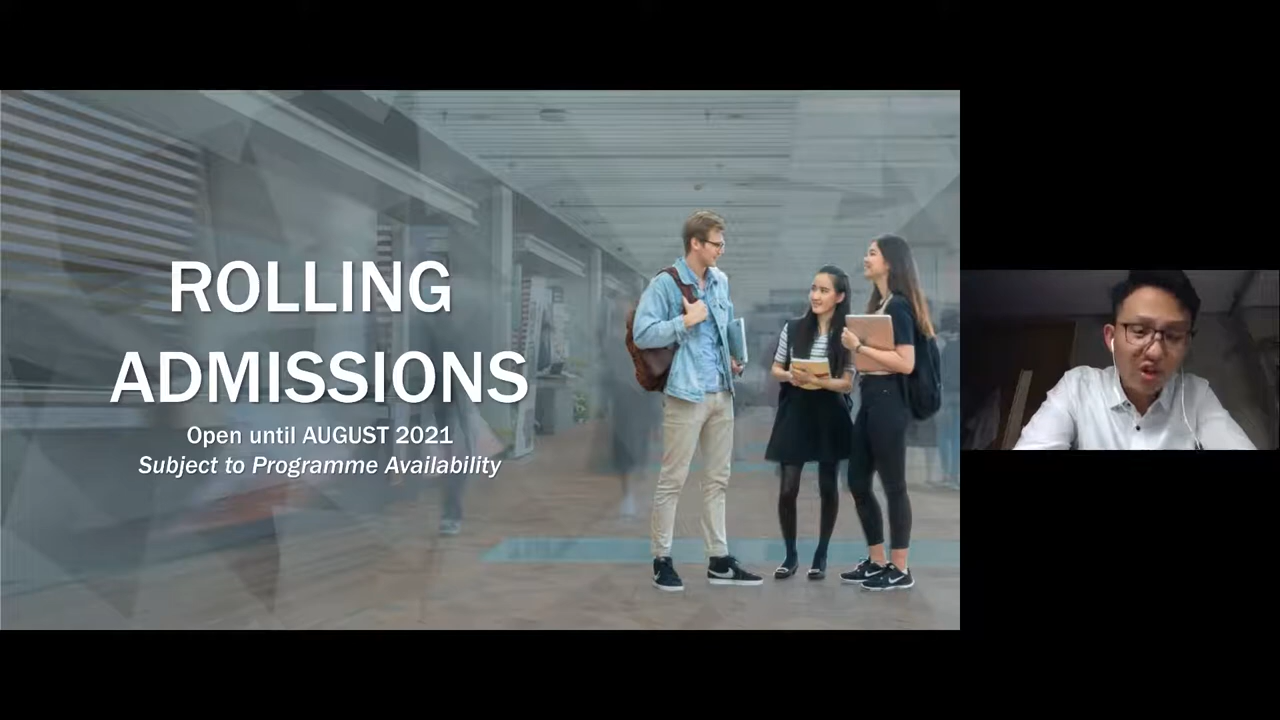 ROLLING
ADMISSIONS
Open until AUGUST 2021
Subject to Programme Availability